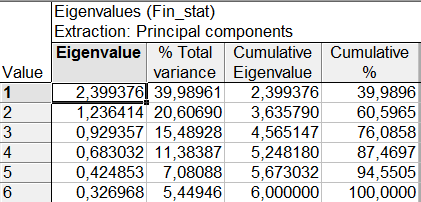 Eigenvalues (Fin_stat)
Extraction: Principal components
Eigenvalue % Total Cumulative Cumulative
Value variance Eigenvalue %
1 2,399376 39,98961 2,399376 39,9896
2 1,236414 20,60690 3,635790 60,5965
3 0,929357 15,48928 4,565147 76,0858
4 0,683032 11,38387 5,248180 87,4697
5 0,424853 7,08088 5,673032 94,5505
6 0,326968 5,44946 6,000000 100,0000